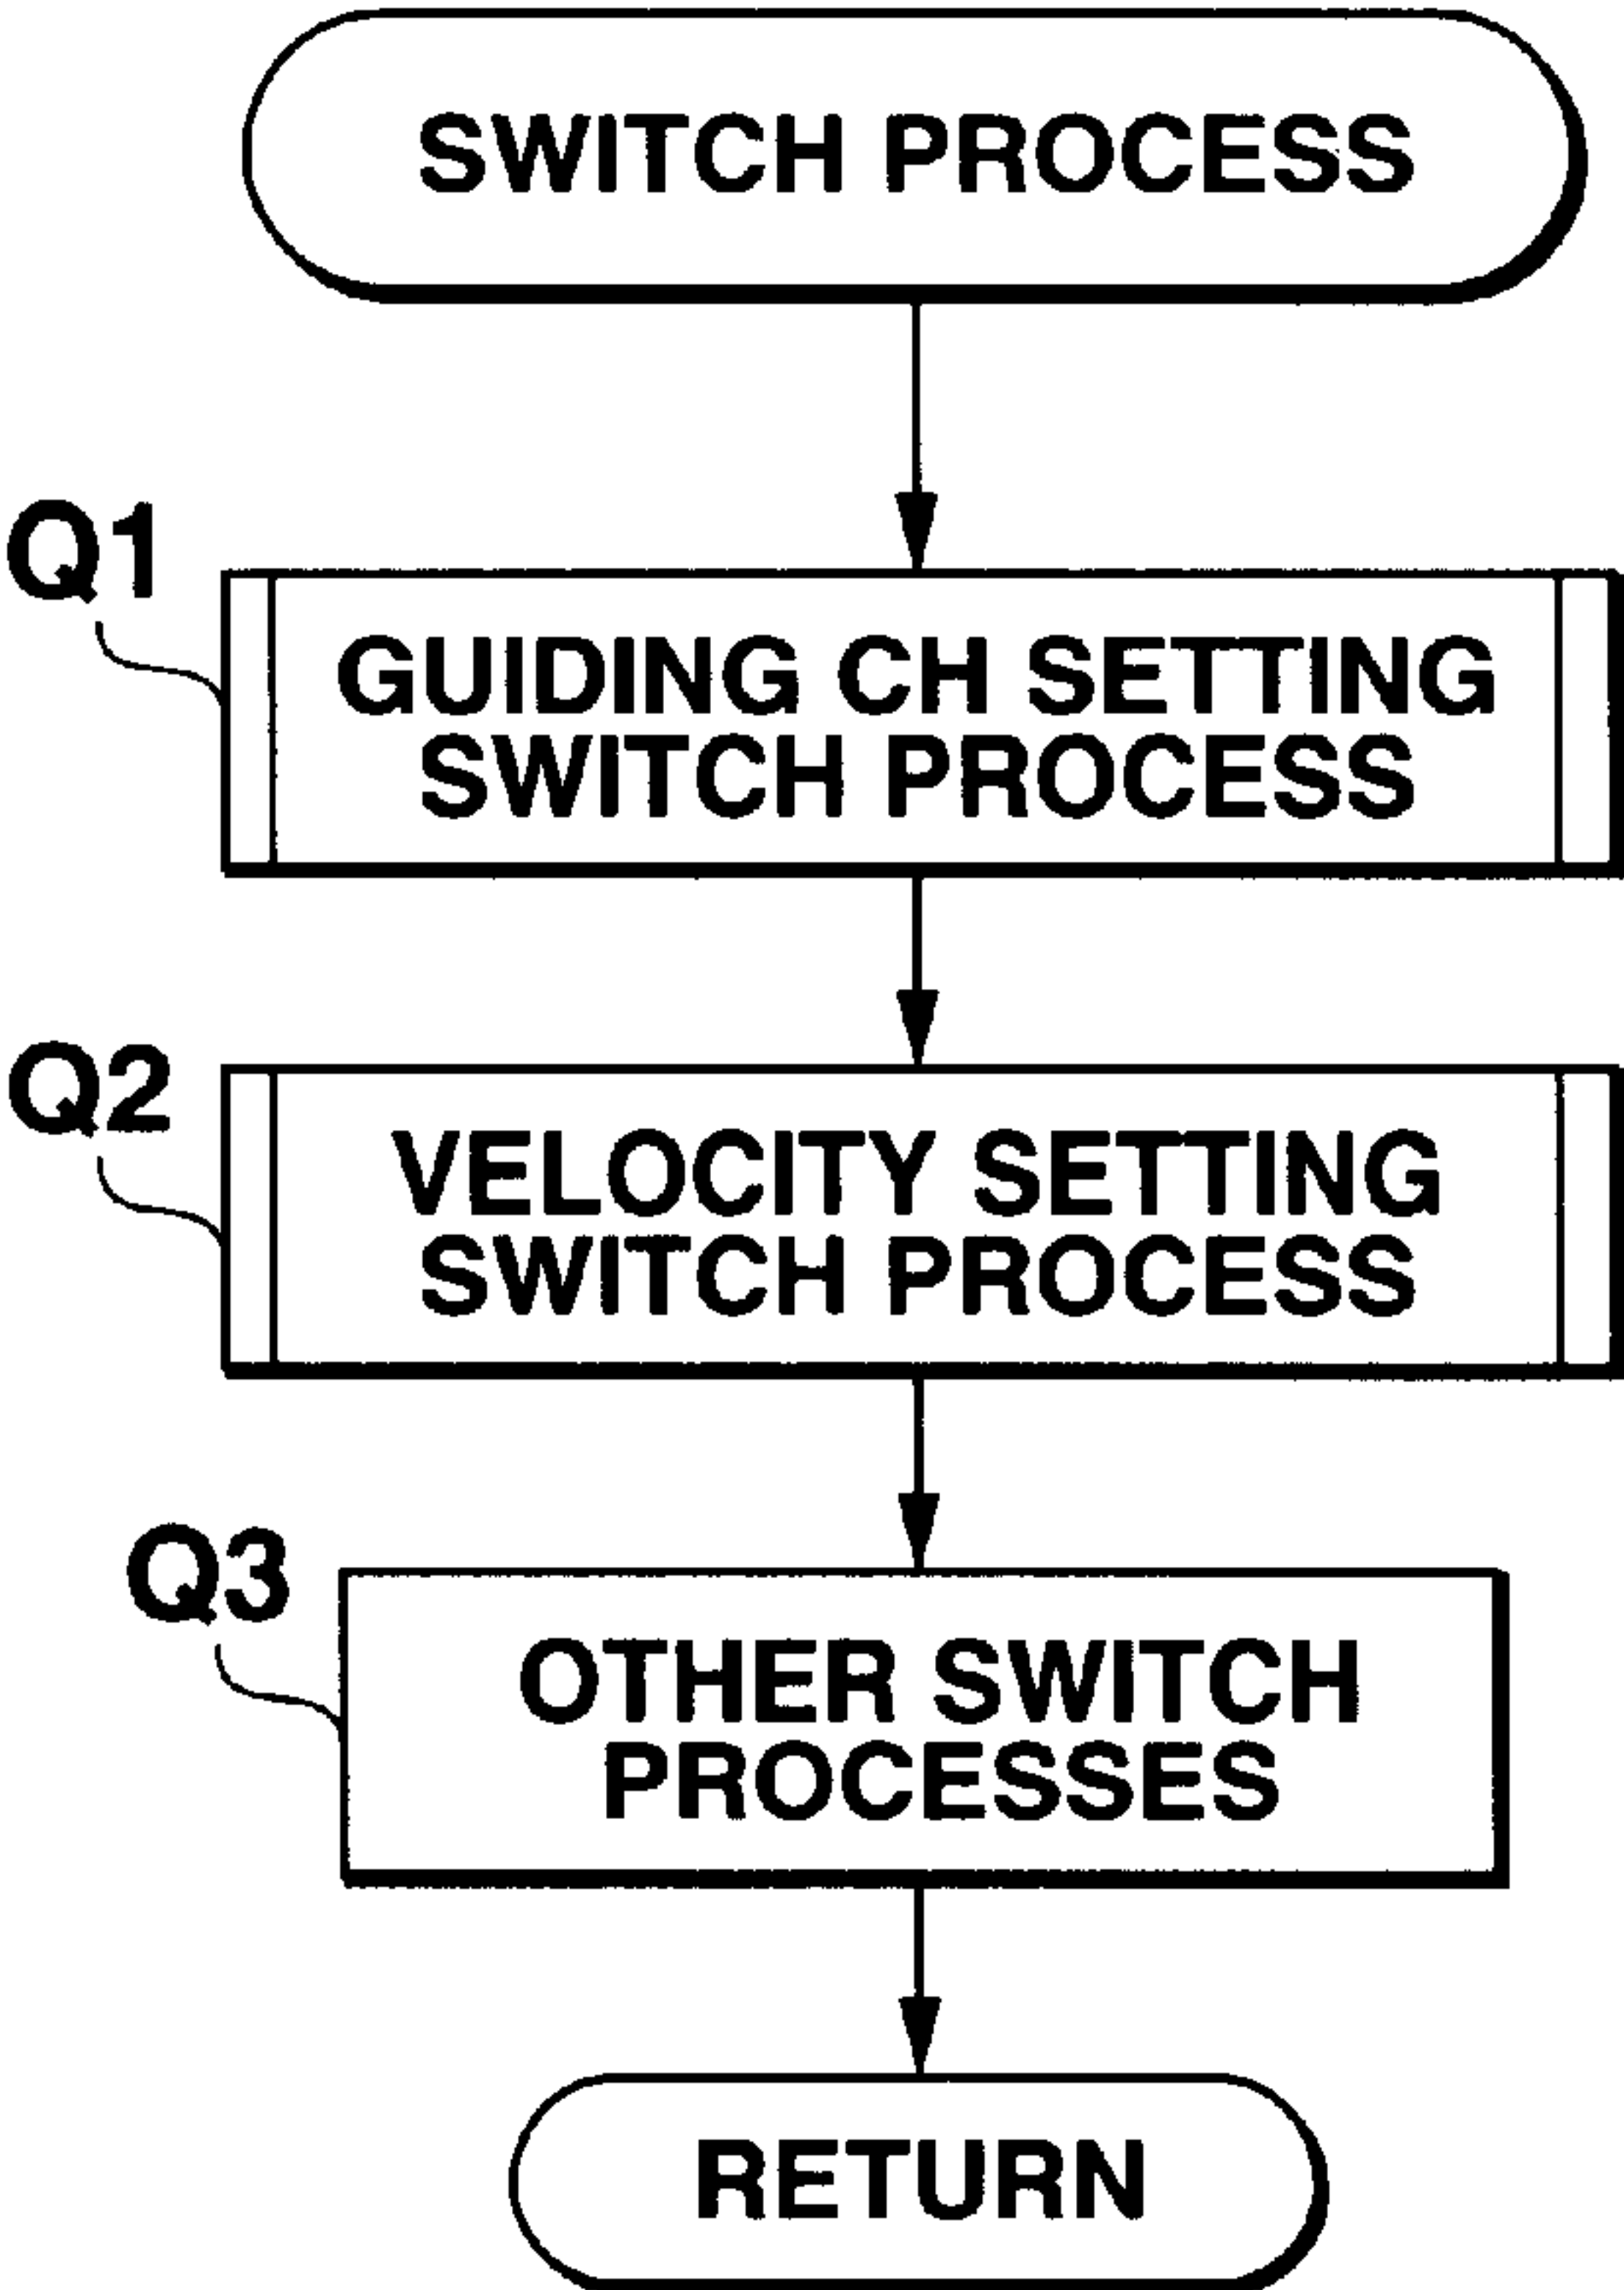 SWITCH PROCESS
Q1
GUIDING CH SETTING
SWITCH PROCESS
Q2
VELOCITY SETTING
SWITCH PROCESS
Q3
OTHER SWITCH
PROCESSES
RETURN